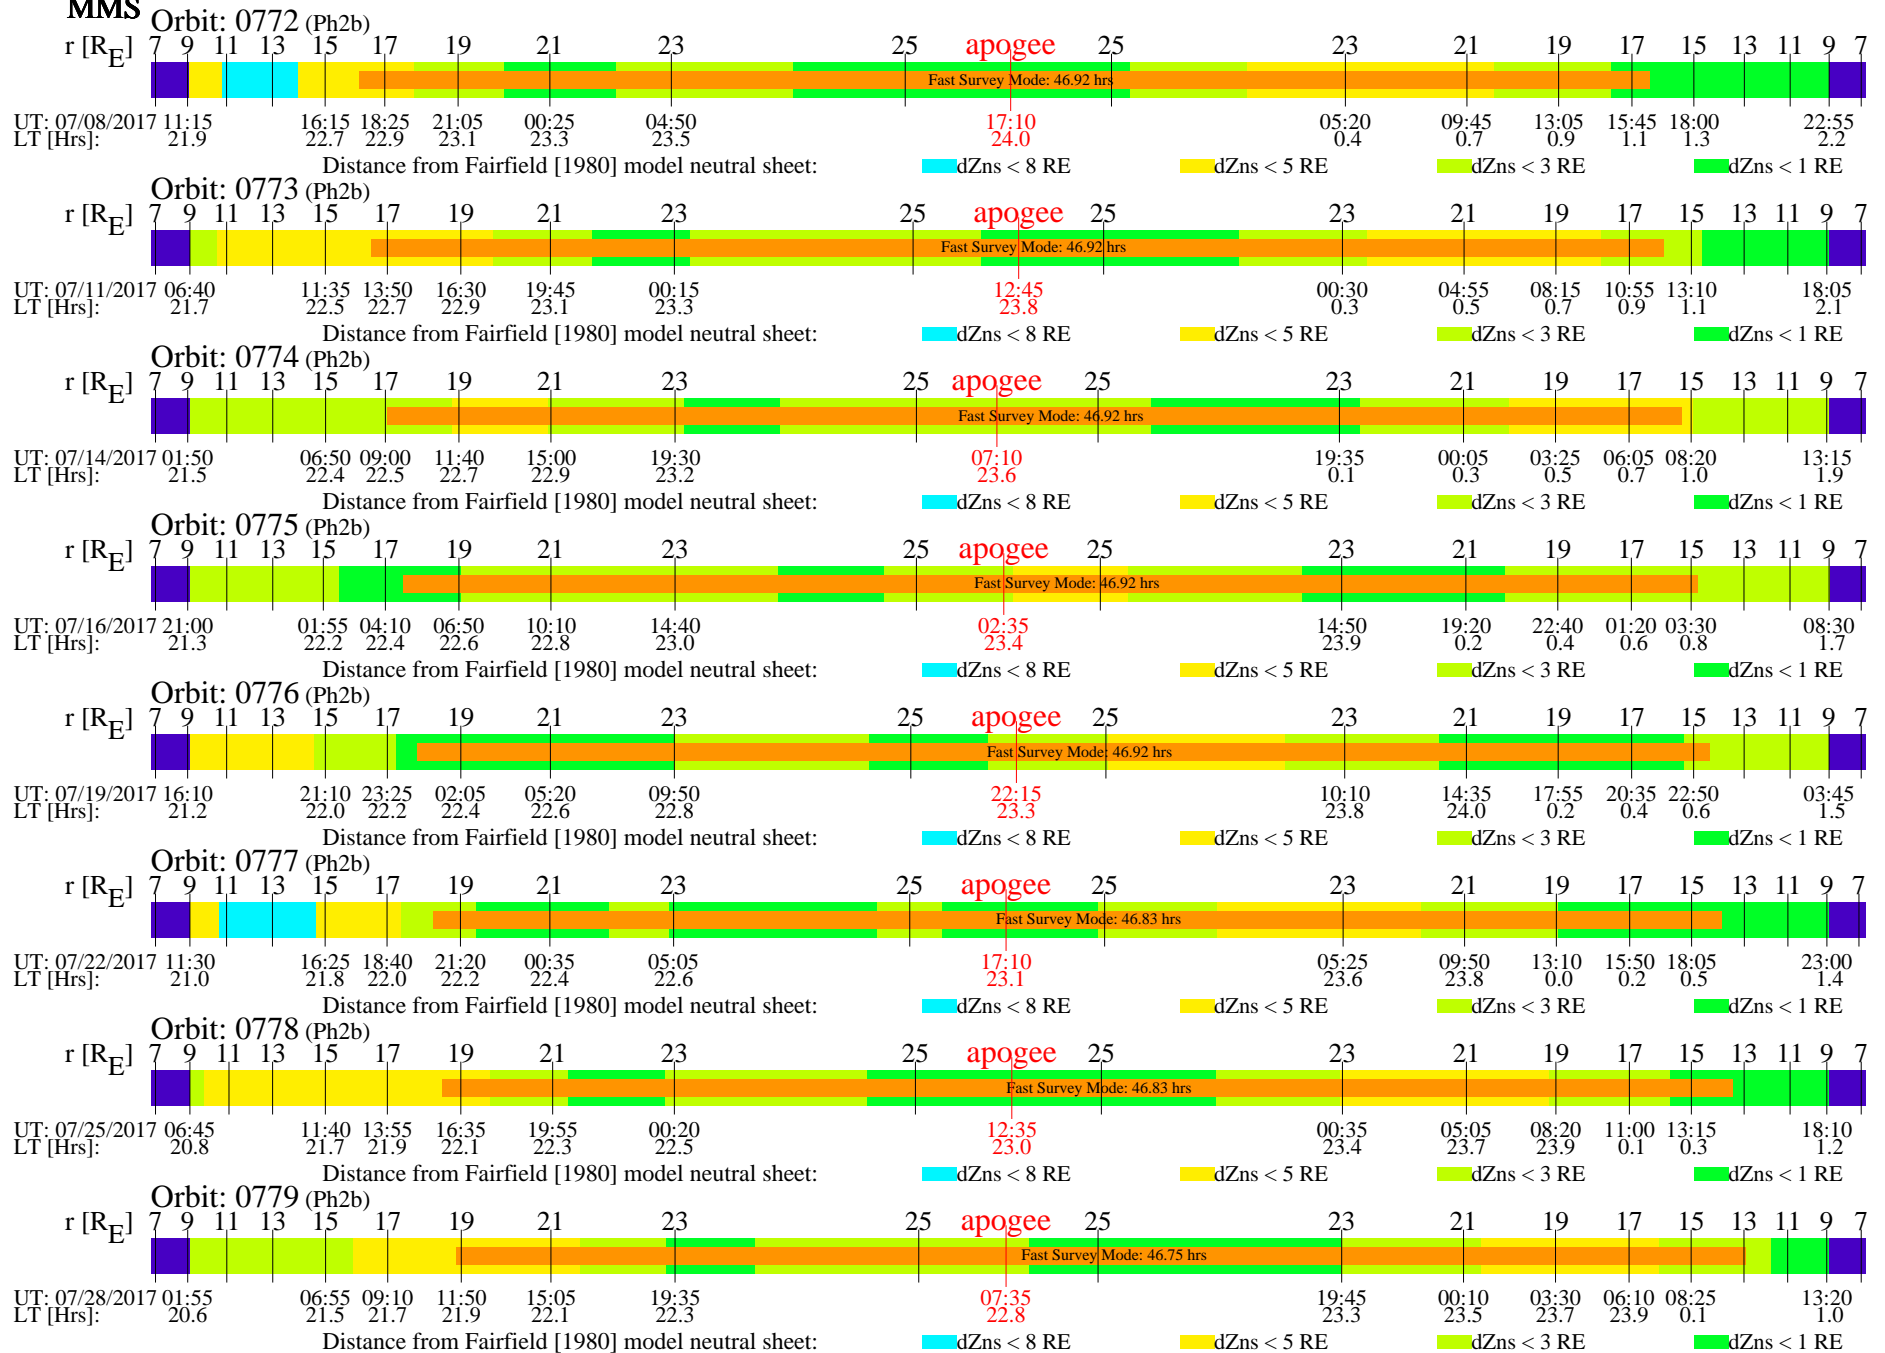 MMS
Orbit: 0772 (Ph2b)
r [RE] 7 9 11 13 15 17 19 21 23 25 apogee 25 23 21 19 17 15 13 11 9 7
Fast Survey Mode: 46.92 hrs
UT: 07/08/2017 11:15 16:15 18:25 21:05 00:25 04:50 17:10 05:20 09:45 13:05 15:45 18:00 22:55
LT [Hrs]: 21.9 22.7 22.9 23.1 23.3 23.5 24.0 0.4 0.7 0.9 1.1 1.3 2.2
Distance from Fairfield [1980] model neutral sheet: dZns < 8 RE dZns < 5 RE dZns < 3 RE dZns < 1 RE
Orbit: 0773 (Ph2b)
r [RE] 7 9 11 13 15 17 19 21 23 25 apogee 25 23 21 19 17 15 13 11 9 7
Fast Survey Mode: 46.92 hrs
UT: 07/11/2017 06:40 11:35 13:50 16:30 19:45 00:15 12:45 00:30 04:55 08:15 10:55 13:10 18:05
LT [Hrs]: 21.7 22.5 22.7 22.9 23.1 23.3 23.8 0.3 0.5 0.7 0.9 1.1 2.1
Distance from Fairfield [1980] model neutral sheet: dZns < 8 RE dZns < 5 RE dZns < 3 RE dZns < 1 RE
Orbit: 0774 (Ph2b)
r [RE] 7 9 11 13 15 17 19 21 23 25 apogee 25 23 21 19 17 15 13 11 9 7
Fast Survey Mode: 46.92 hrs
UT: 07/14/2017 01:50 06:50 09:00 11:40 15:00 19:30 07:10 19:35 00:05 03:25 06:05 08:20 13:15
LT [Hrs]: 21.5 22.4 22.5 22.7 22.9 23.2 23.6 0.1 0.3 0.5 0.7 1.0 1.9
Distance from Fairfield [1980] model neutral sheet: dZns < 8 RE dZns < 5 RE dZns < 3 RE dZns < 1 RE
Orbit: 0775 (Ph2b)
r [RE] 7 9 11 13 15 17 19 21 23 25 apogee 25 23 21 19 17 15 13 11 9 7
Fast Survey Mode: 46.92 hrs
UT: 07/16/2017 21:00 01:55 04:10 06:50 10:10 14:40 02:35 14:50 19:20 22:40 01:20 03:30 08:30
LT [Hrs]: 21.3 22.2 22.4 22.6 22.8 23.0 23.4 23.9 0.2 0.4 0.6 0.8 1.7
Distance from Fairfield [1980] model neutral sheet: dZns < 8 RE dZns < 5 RE dZns < 3 RE dZns < 1 RE
Orbit: 0776 (Ph2b)
r [RE] 7 9 11 13 15 17 19 21 23 25 apogee 25 23 21 19 17 15 13 11 9 7
Fast Survey Mode: 46.92 hrs
UT: 07/19/2017 16:10 21:10 23:25 02:05 05:20 09:50 22:15 10:10 14:35 17:55 20:35 22:50 03:45
LT [Hrs]: 21.2 22.0 22.2 22.4 22.6 22.8 23.3 23.8 24.0 0.2 0.4 0.6 1.5
Distance from Fairfield [1980] model neutral sheet: dZns < 8 RE dZns < 5 RE dZns < 3 RE dZns < 1 RE
Orbit: 0777 (Ph2b)
r [RE] 7 9 11 13 15 17 19 21 23 25 apogee 25 23 21 19 17 15 13 11 9 7
Fast Survey Mode: 46.83 hrs
UT: 07/22/2017 11:30 16:25 18:40 21:20 00:35 05:05 17:10 05:25 09:50 13:10 15:50 18:05 23:00
LT [Hrs]: 21.0 21.8 22.0 22.2 22.4 22.6 23.1 23.6 23.8 0.0 0.2 0.5 1.4
Distance from Fairfield [1980] model neutral sheet: dZns < 8 RE dZns < 5 RE dZns < 3 RE dZns < 1 RE
Orbit: 0778 (Ph2b)
r [RE] 7 9 11 13 15 17 19 21 23 25 apogee 25 23 21 19 17 15 13 11 9 7
Fast Survey Mode: 46.83 hrs
UT: 07/25/2017 06:45 11:40 13:55 16:35 19:55 00:20 12:35 00:35 05:05 08:20 11:00 13:15 18:10
LT [Hrs]: 20.8 21.7 21.9 22.1 22.3 22.5 23.0 23.4 23.7 23.9 0.1 0.3 1.2
Distance from Fairfield [1980] model neutral sheet: dZns < 8 RE dZns < 5 RE dZns < 3 RE dZns < 1 RE
Orbit: 0779 (Ph2b)
r [RE] 7 9 11 13 15 17 19 21 23 25 apogee 25 23 21 19 17 15 13 11 9 7
Fast Survey Mode: 46.75 hrs
UT: 07/28/2017 01:55 06:55 09:10 11:50 15:05 19:35 07:35 19:45 00:10 03:30 06:10 08:25 13:20
LT [Hrs]: 20.6 21.5 21.7 21.9 22.1 22.3 22.8 23.3 23.5 23.7 23.9 0.1 1.0
Distance from Fairfield [1980] model neutral sheet: dZns < 8 RE dZns < 5 RE dZns < 3 RE dZns < 1 RE